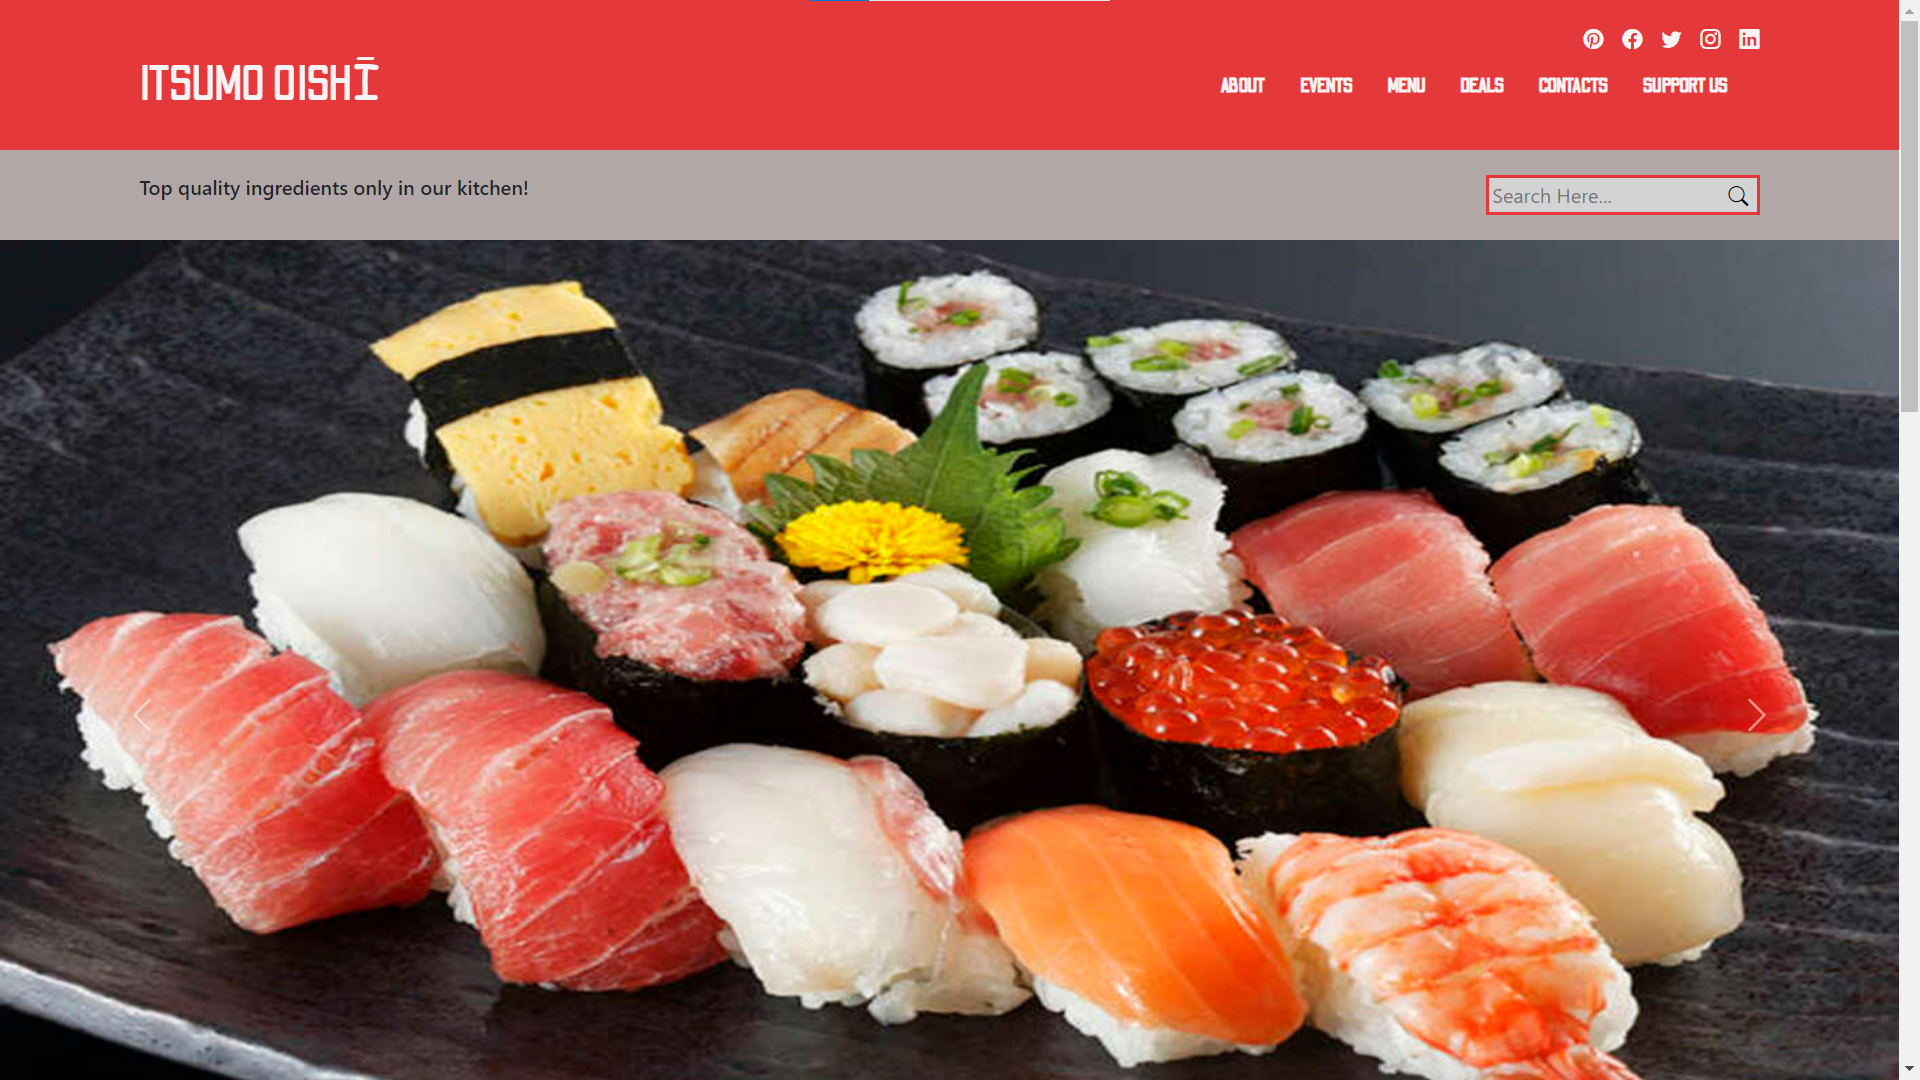 ITSUMO OISHĪ
ABOUT EVENTS MENU DEALS CONTACTS SUPPORT US
Top quality ingredients only in our kitchen!
Search Here...